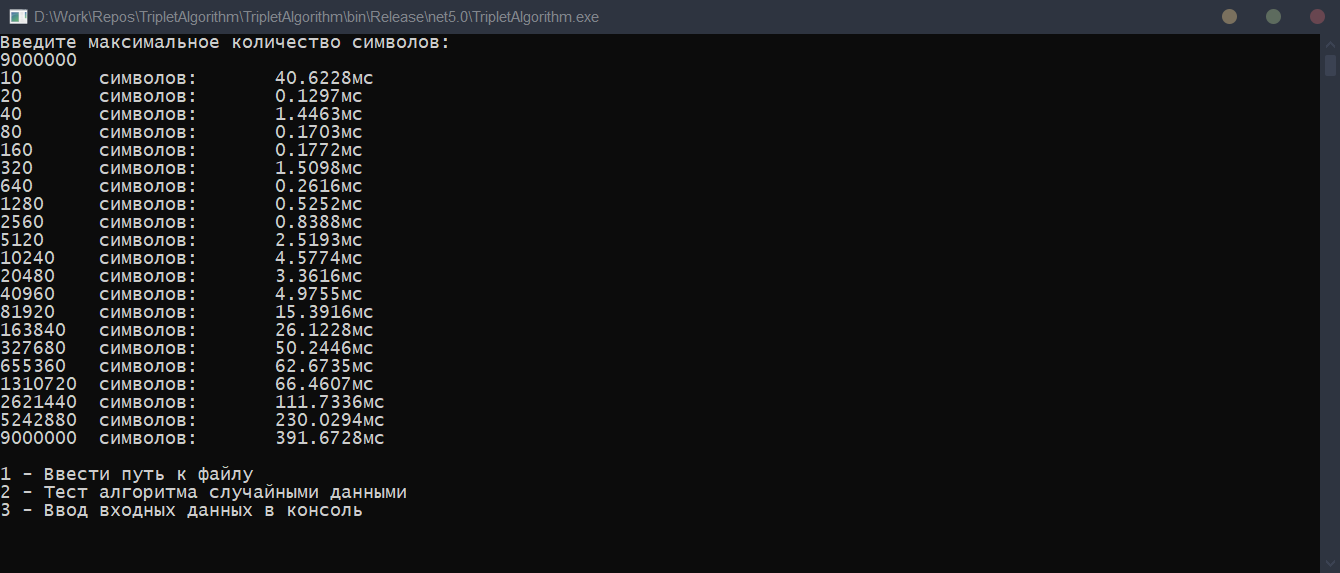 D:\Work\Repos\TripletAlgorithm\TripletAlgorithm\bin\Release\net5.0\TripletAlgorithm.exe
Введите максимальное количество символов:
9000000
10 символов: 40.6228мс
20 символов: 0.1297мс
40 символов: 1.4463мс
80 символов: 0.1703мс
160 символов: 0.1772мс
320 символов: 1.5098мс
640 символов: 0.2616мс
1280 символов: 0.5252мс
2560 символов: 0.8388мс
5120 символов: 2.5193мс
10240 символов: 4.5774мс
20480 символов: 3.3616мс
40960 символов: 4.9755мс
81920 символов: 15.3916мс
163840 символов: 26.1228мс
327680 символов: 50.2446мс
655360 символов: 62.6735мс
1310720 символов: 66.4607мс
2621440 символов: 111.7336мс
5242880 символов: 230.0294мс
9000000 символов: 391.6728мс
1 - Ввести путь к файлу
2 - Тест алгоритма случайными данными
3 - Ввод входных данных в консоль